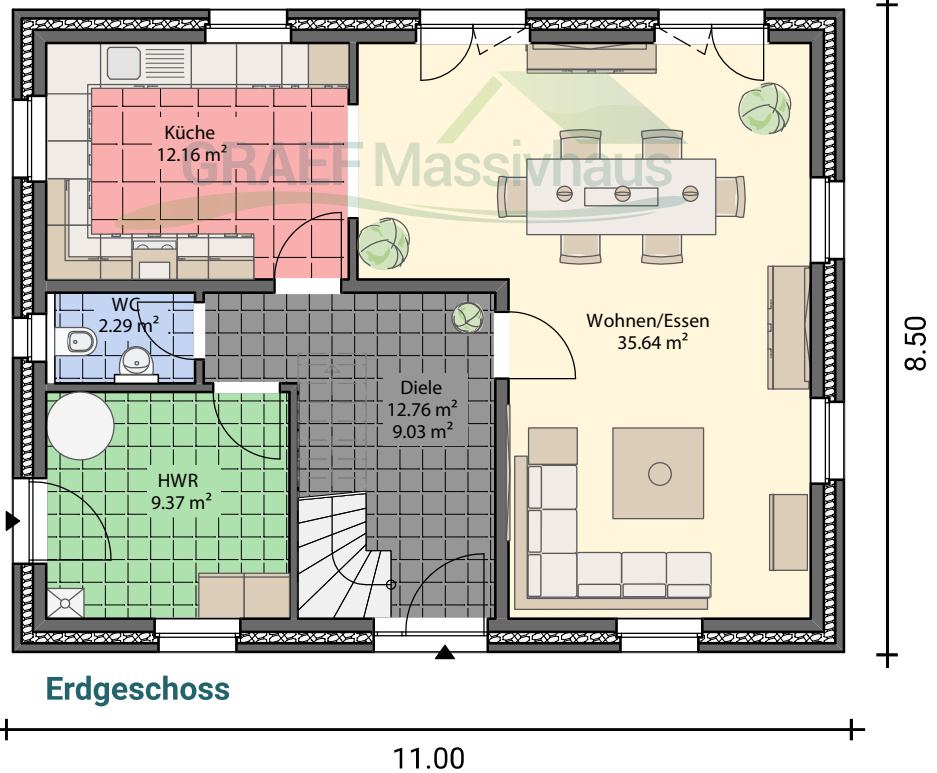 GRAEF Massivhaus
Küche
12.16 m²
WC
2.29 m²
Wohnen/Essen
35.64 m²
Diele
12.76 m²
9.03 m²
HWR
9.37 m²
8.50
Erdgeschoss
11.00